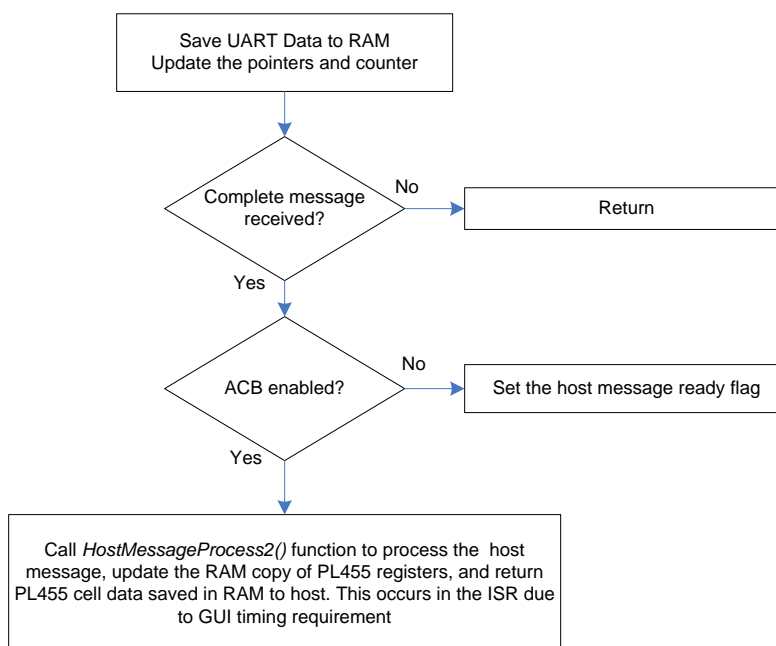 Save UART Data to RAM
Update the pointers and counter
Complete message
received?
No
Return
Yes
ACB enabled?
No
Set the host message ready flag
Yes
Call HostMessageProcess2() function to process the host
message, update the RAM copy of PL455 registers, and return
PL455 cell data saved in RAM to host. This occurs in the ISR due
to GUI timing requirement